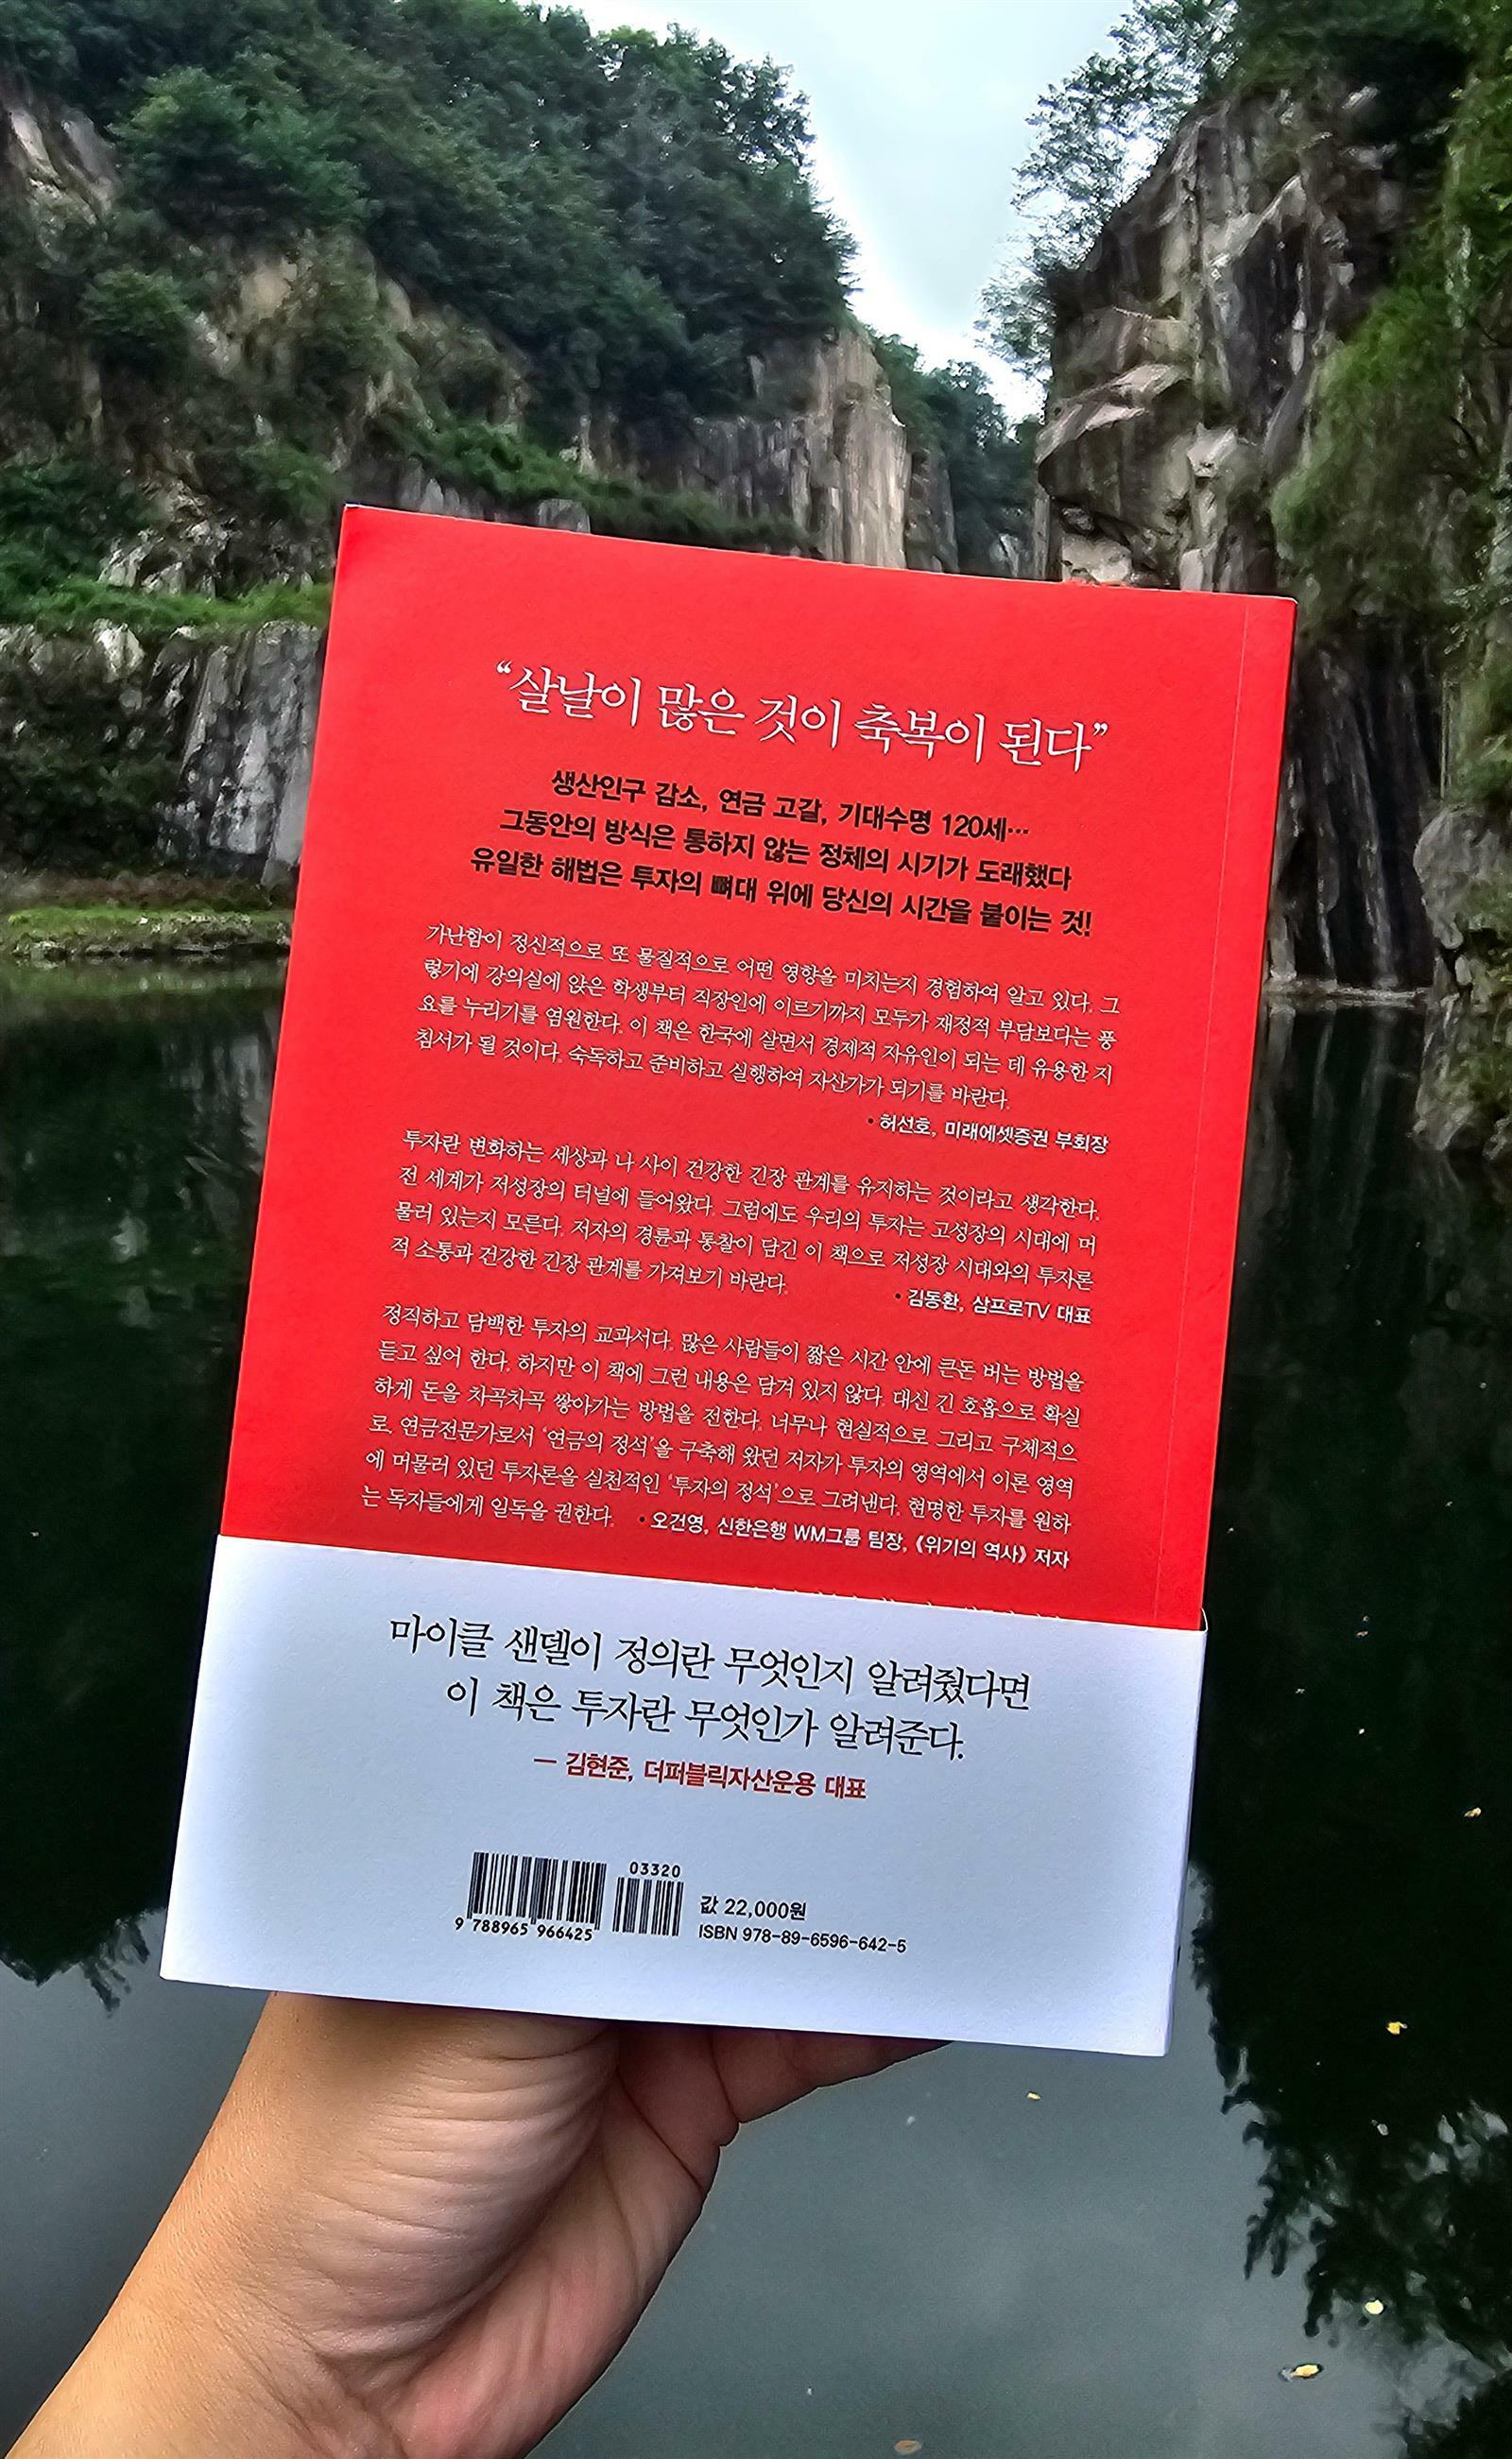 “살날이 많은 것이 축복이 된다”
생산인구 감소, 연금 고갈, 기대수명 120세…
그동안의 방식은 통하지 않는 정체의 시기가 도래했다
유일한 해법은 투자의 뼈대 위에 당신의 시간을 붙이는 것!
가난함이 정신적으로 또 물질적으로 어떤 영향을 미치는지 경험하여 알고 있다. 그
렇기에 강의실에 앉은 학생부터 직장인에 이르기까지 모두가 재정적 부담보다는 풍
요를 누리기를 염원한다. 이 책은 한국에 살면서 경제적 자유인이 되는 데 유용한 지
침서가 될 것이다. 숙독하고 준비하고 실행하여 자산가가 되기를 바란다.
• 허선호, 미래에셋증권 부회장
투자란 변화하는 세상과 나 사이 건강한 긴장 관계를 유지하는 것이라고 생각한다.
전 세계가 저성장의 터널에 들어왔다. 그럼에도 우리의 투자는 고성장의 시대에 머
물러 있는지 모른다. 저자의 경륜과 통찰이 담긴 이 책으로 저성장 시대와의 투자론
적 소통과 건강한 긴장 관계를 가져보기 바란다.
• 김동환, 삼프로TV 대표
정직하고 담백한 투자의 교과서다. 많은 사람들이 짧은 시간 안에 큰돈 버는 방법을
듣고 싶어 한다. 하지만 이 책에 그런 내용은 담겨 있지 않다. 대신 긴 호흡으로 확실
하게 돈을 차곡차곡 쌓아가는 방법을 전한다. 너무나 현실적으로 그리고 구체적으
로. 연금전문가로서 ‘연금의 정석’을 구축해 왔던 저자가 투자의 영역에서 이론 영역
에 머물러 있던 투자론을 실천적인 ‘투자의 정석’으로 그려낸다. 현명한 투자를 원하
는 독자들에게 일독을 권한다. • 오건영, 신한은행 WM그룹 팀장, 《위기의 역사》 저자
마이클 샌델이 정의란 무엇인지 알려줬다면
이 책은 투자란 무엇인가 알려준다.
— 김현준, 더퍼블릭자산운용 대표
03320
9 788965 966425
값 22,000원
ISBN 978-89-6596-642-5